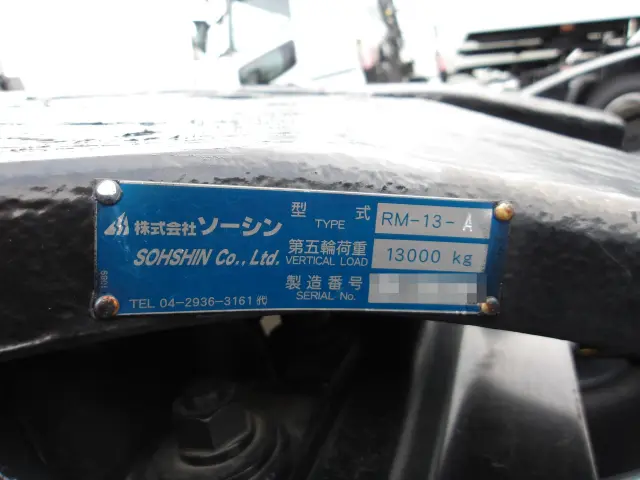 株式会社 ソーシン
SOHSHIN Co., Ltd.
TEL 04-2936-3161 代
型式 RM-13-A
TYPE
第五輪荷重 13000 kg
VERTICAL LOAD
製造番号
SERIAL No.